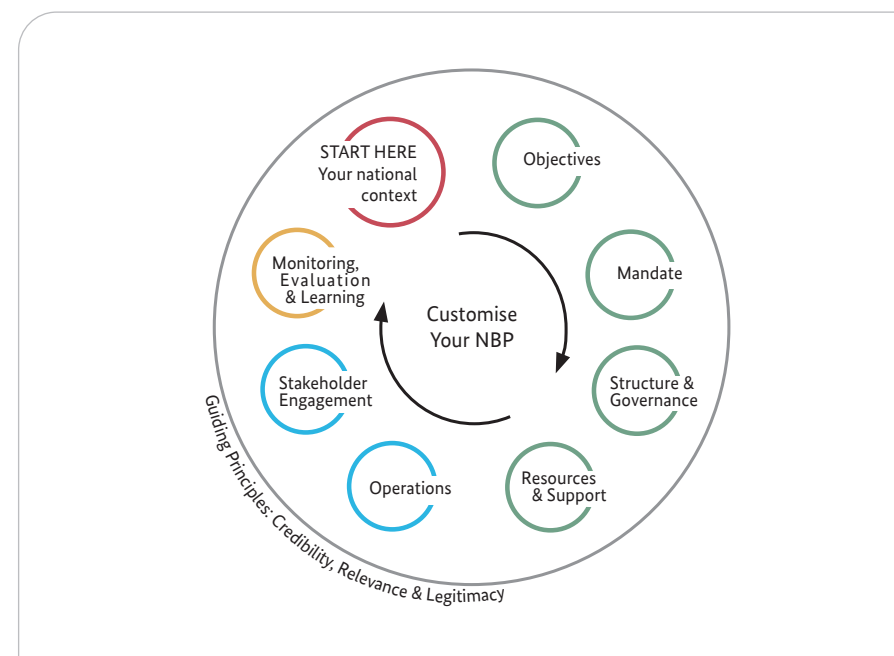 START HERE
Your national
context
Objectives
Mandate
Structure &
Governance
Resources
& Support
Operations
Stakeholder
Engagement
Monitoring,
Evaluation
& Learning
Customise
Your NBP
Guiding Principles: Credibility, Relevance & Legitimacy